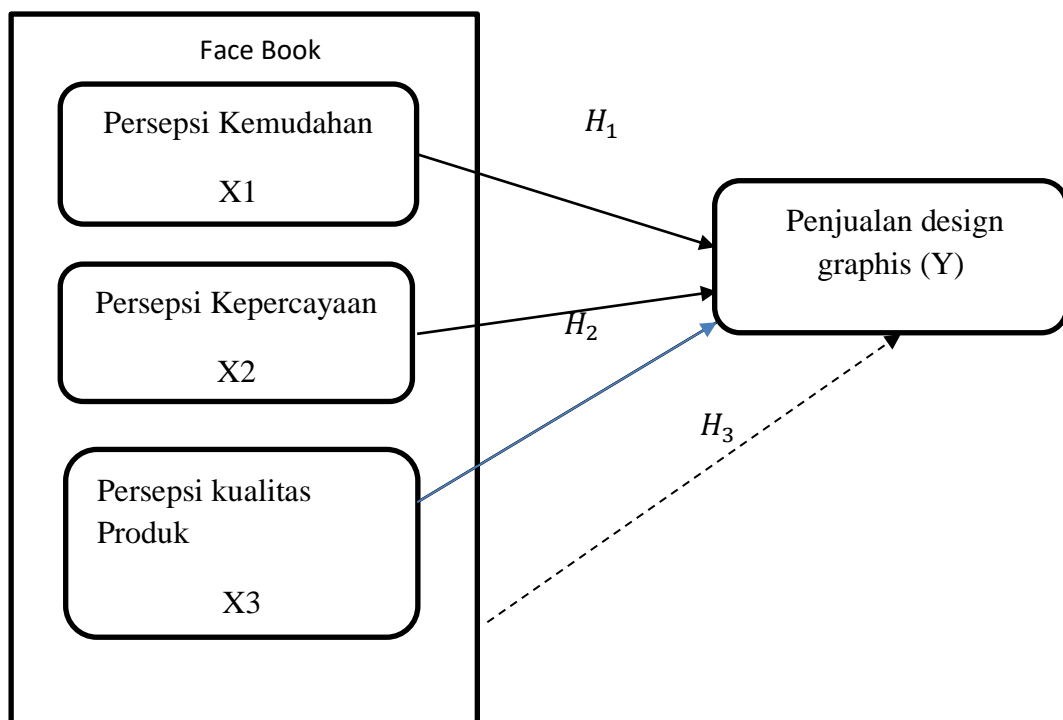 Face Book
Persepsi Kemudahan
X1
Persepsi Kepercayaan
X2
Persepsi kualitas
Produk
X3
H₁
H₂
H₃
Penjualan design
graphis (Y)